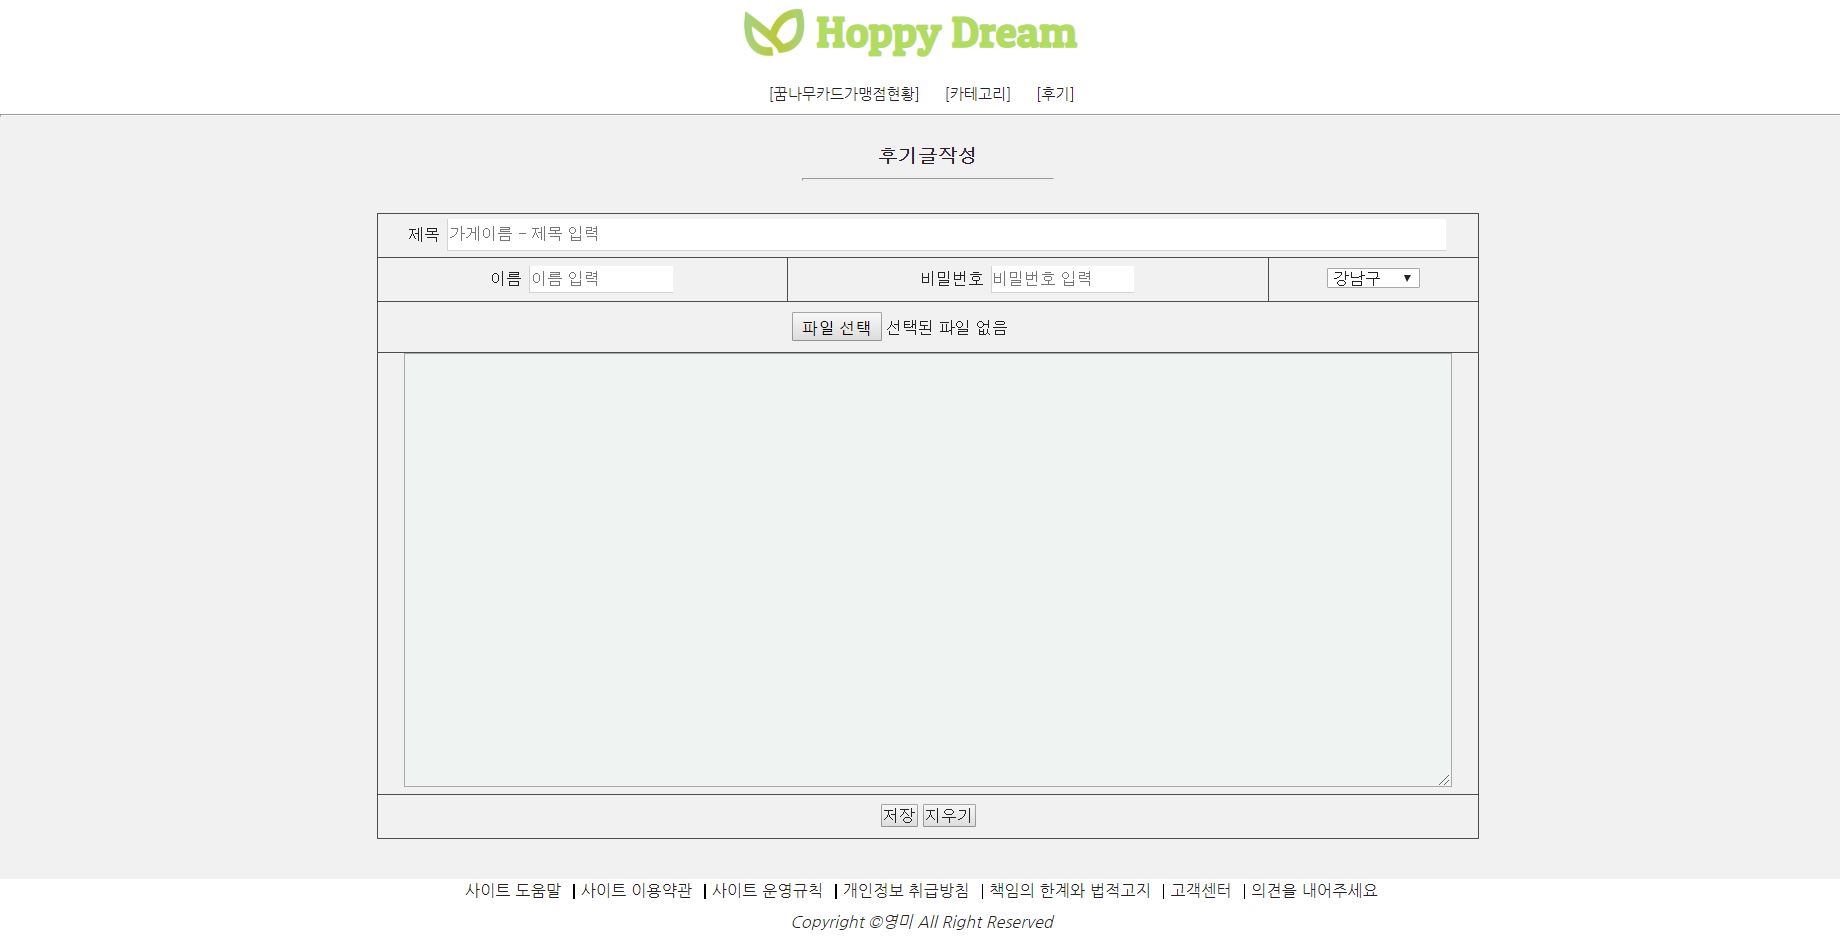 Hoppy Dream
[꿈나무카드가맹점현황] [카테고리] [후기]
후기글작성
제목 가게이름 - 제목 입력
이름 이름 입력 비밀번호 비밀번호 입력 강남구 ▼
파일 선택 선택된 파일 없음
저장 지우기
사이트 도움말 | 사이트 이용약관 | 사이트 운영규칙 | 개인정보 취급방침 | 책임의 한계와 법적고지 | 고객센터 | 의견을 내어주세요
Copyright ©영미 All Right Reserved